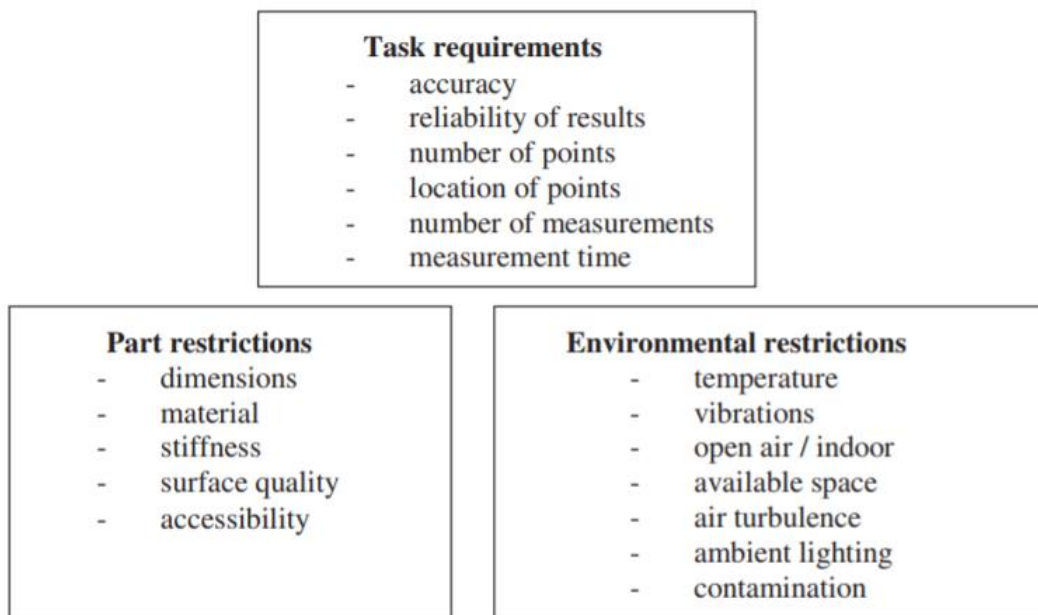 Task requirements
- accuracy
- reliability of results
- number of points
- location of points
- number of measurements
- measurement time
Part restrictions
- dimensions
- material
- stiffness
- surface quality
- accessibility
Environmental restrictions
- temperature
- vibrations
- open air / indoor
- available space
- air turbulence
- ambient lighting
- contamination